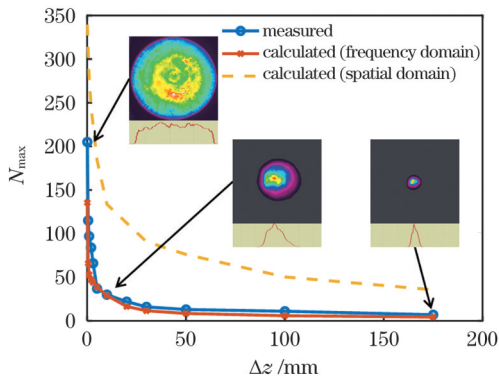 350
300
250
200
150
100
50
0
N_max
measured
calculated (frequency domain)
calculated (spatial domain)
0 50 100 150 200
Δz /mm